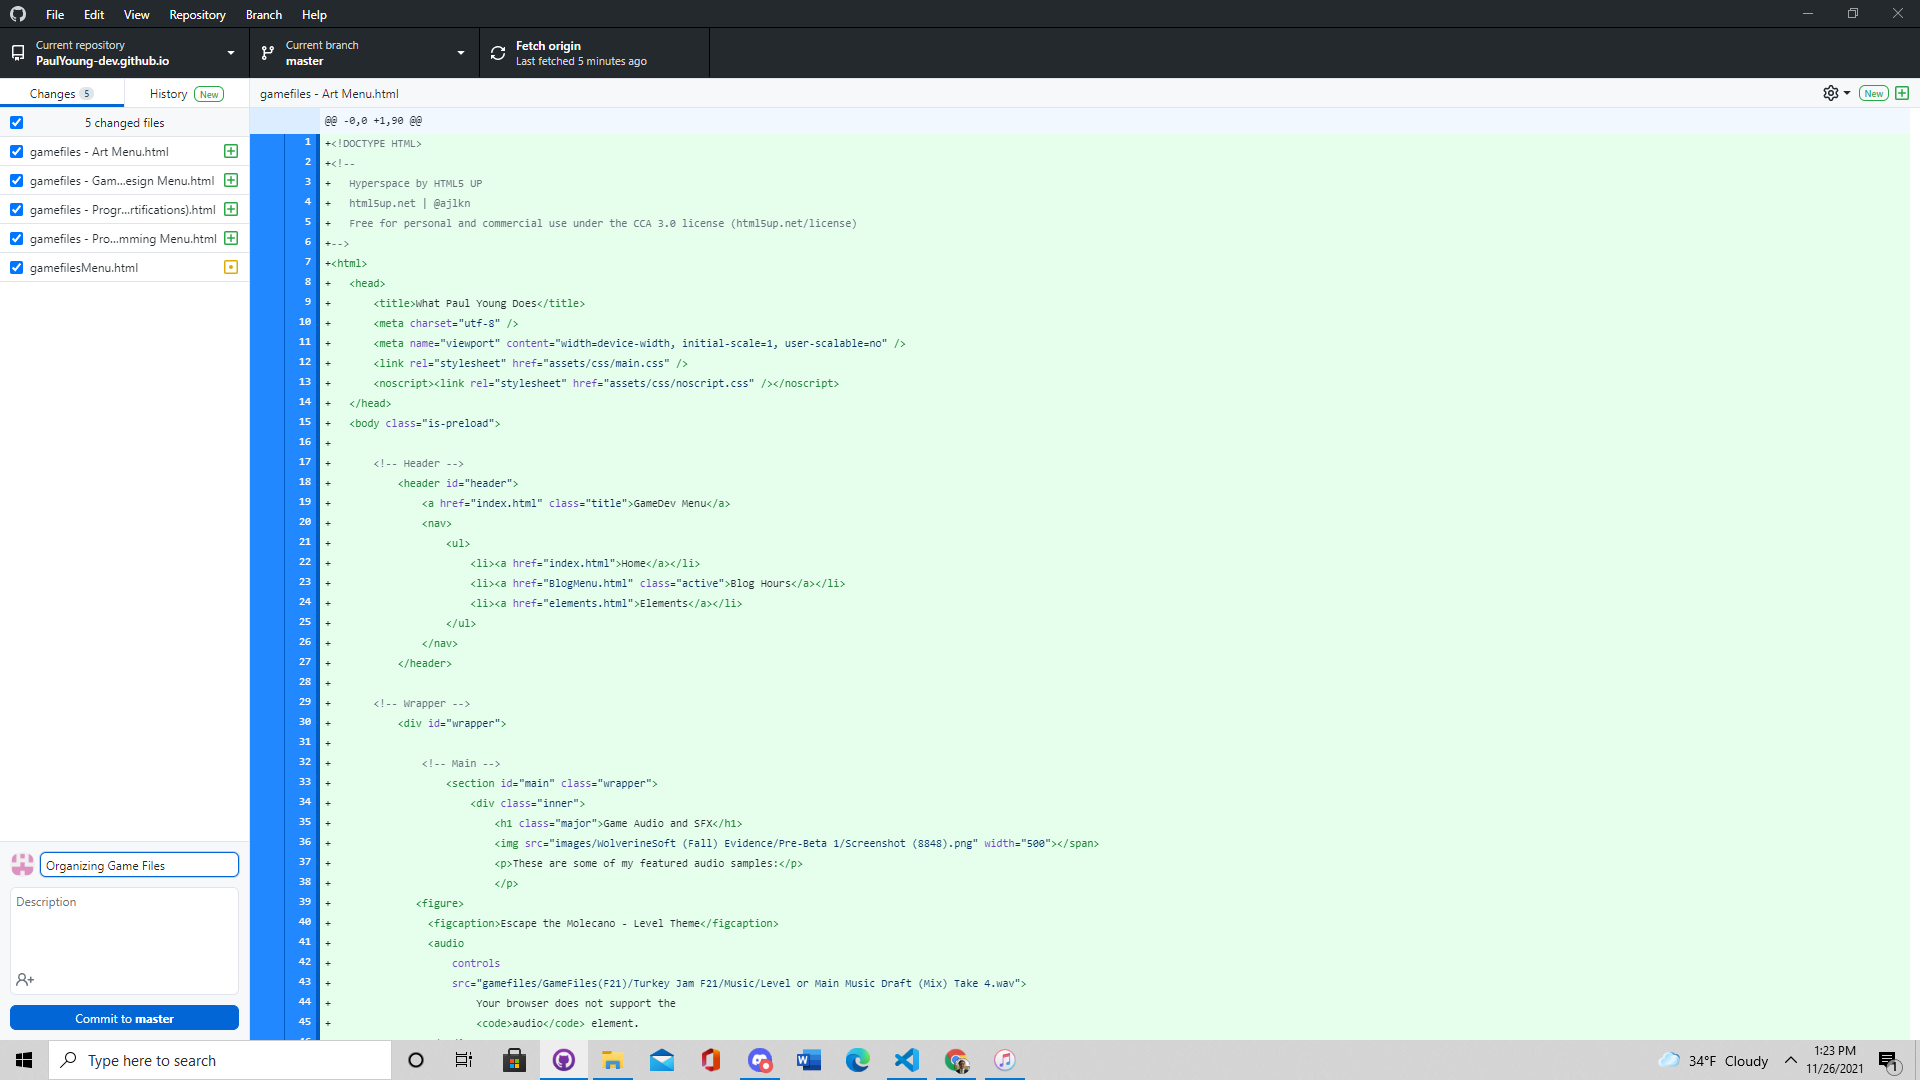 File Edit View Repository Branch Help
Current repository
PaulYoung-dev.github.io
Current branch
master
Fetch origin
Last fetched 5 minutes ago
Changes 5
History New
gamefiles - Art Menu.html
New
5 changed files
gamefiles - Art Menu.html
gamefiles - Gam...esign Menu.html
gamefiles - Progr...rtifications).html
gamefiles - Pro...mming Menu.html
gamefilesMenu.html
@@ -0,0 +1,90 @@
1 +<!DOCTYPE HTML>
2 +<!--
3 + Hyperspace by HTML5 UP
4 + html5up.net | @ajlkn
5 + Free for personal and commercial use under the CCA 3.0 license (html5up.net/license)
6 +-->
7 +<html>
8 + <head>
9 + <title>What Paul Young Does</title>
10 + <meta charset="utf-8" />
11 + <meta name="viewport" content="width=device-width, initial-scale=1, user-scalable=no" />
12 + <link rel="stylesheet" href="assets/css/main.css" />
13 + <noscript><link rel="stylesheet" href="assets/css/noscript.css" /></noscript>
14 + </head>
15 + <body class="is-preload">
16 +
17 + <!-- Header -->
18 + <header id="header">
19 + <a href="index.html" class="title">GameDev Menu</a>
20 + <nav>
21 + <ul>
22 + <li><a href="index.html">Home</a></li>
23 + <li><a href="BlogMenu.html" class="active">Blog Hours</a></li>
24 + <li><a href="elements.html">Elements</a></li>
25 + </ul>
26 + </nav>
27 + </header>
28 +
29 + <!-- Wrapper -->
30 + <div id="wrapper">
31 +
32 + <!-- Main -->
33 + <section id="main" class="wrapper">
34 + <div class="inner">
35 + <h1 class="major">Game Audio and SFX</h1>
36 + <img src="images/WolverineSoft (Fall) Evidence/Pre-Beta 1/Screenshot (8848).png" width="500"></span>
37 + <p>These are some of my featured audio samples:</p>
38 + </p>
39 + <figure>
40 + <figcaption>Escape the Molecano - Level Theme</figcaption>
41 + <audio
42 + controls
43 + src="gamefiles/GameFiles(F21)/Turkey Jam F21/Music/Level or Main Music Draft (Mix) Take 4.wav">
44 + Your browser does not support the
45 + <code>audio</code> element.
Organizing Game Files
Description
Commit to master
Type here to search
34°F Cloudy
1:23 PM
11/26/2021
1